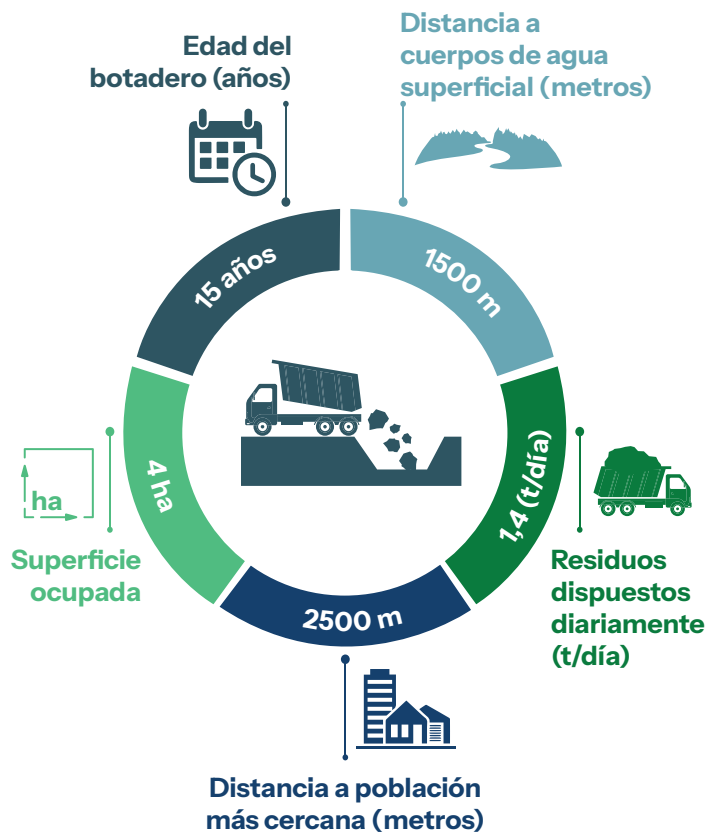 Edad del
botadero (años)
Distancia a
cuerpos de agua
superficial (metros)
15 años
1500 m
4 ha
1,4 (t/día)
2500 m
ha
Superficie
ocupada
Residuos
dispuestos
diariamente
(t/día)
Distancia a población
más cercana (metros)